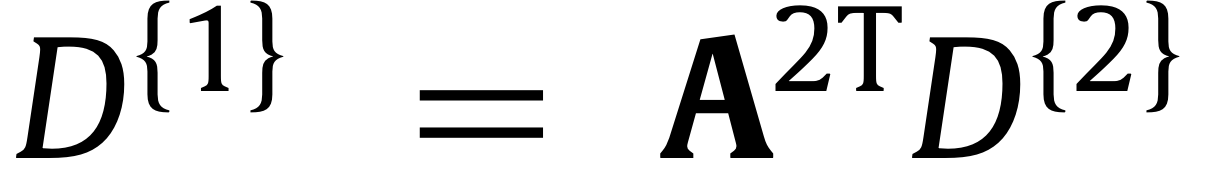 D^{1} = A^2T D^{2}